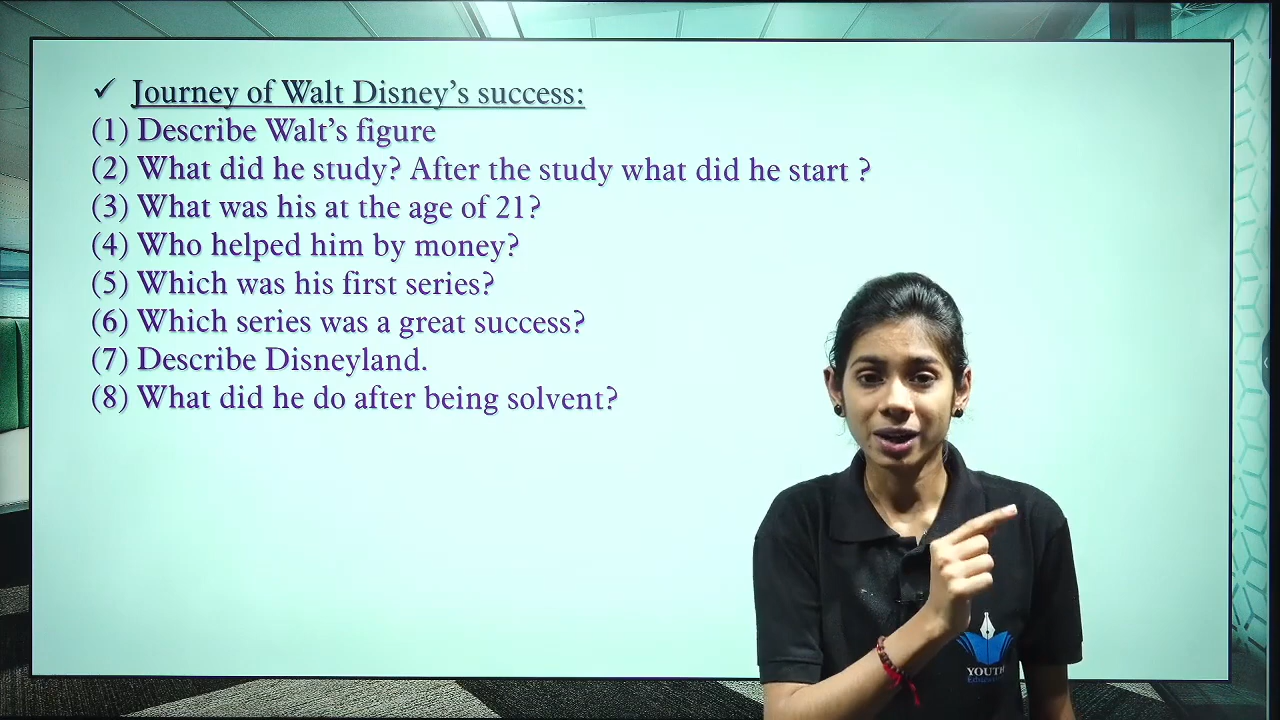 ✓ Journey of Walt Disney's success:
(1) Describe Walt's figure
(2) What did he study? After the study what did he start ?
(3) What was his at the age of 21?
(4) Who helped him by money?
(5) Which was his first series?
(6) Which series was a great success?
(7) Describe Disneyland.
(8) What did he do after being solvent?
YOUTH